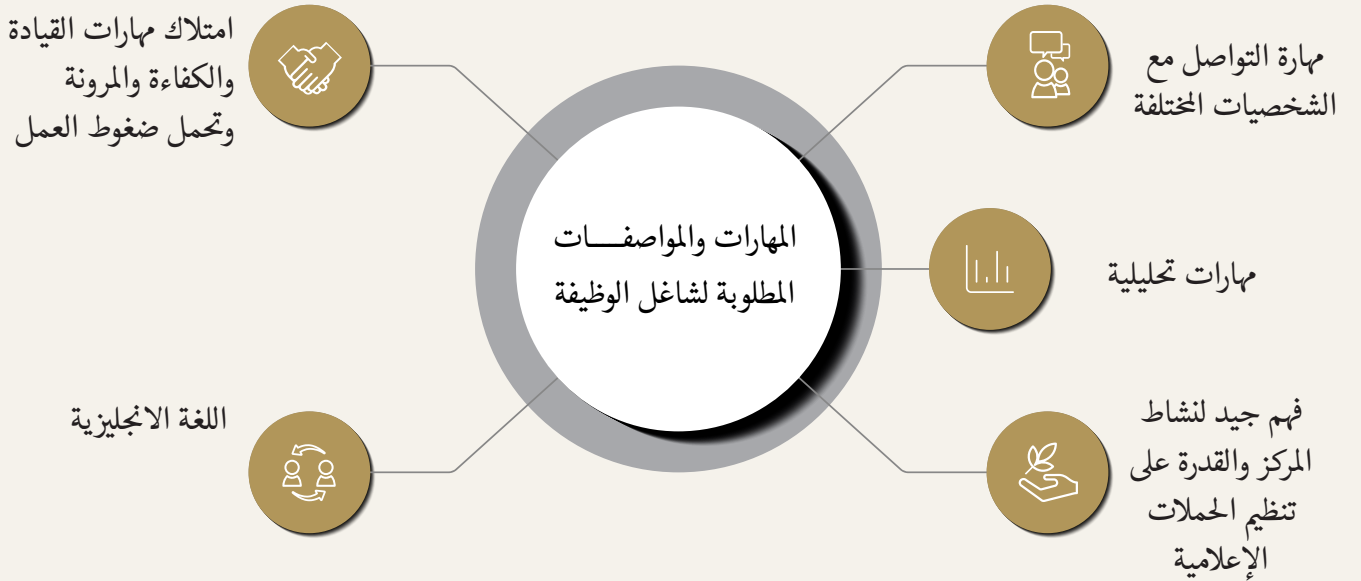 المهارات والمواصفات
المطلوبة لشاغل الوظيفة
مهارة التواصل مع
الشخصيات المختلفة
مهارات تحليلية
فهم جيد لنشاط
المركز والقدرة على
تنظيم الحملات
الإعلامية
امتلاك مهارات القيادة
والكفاءة والمرونة
وتحمل ضغوط العمل
اللغة الانجليزية